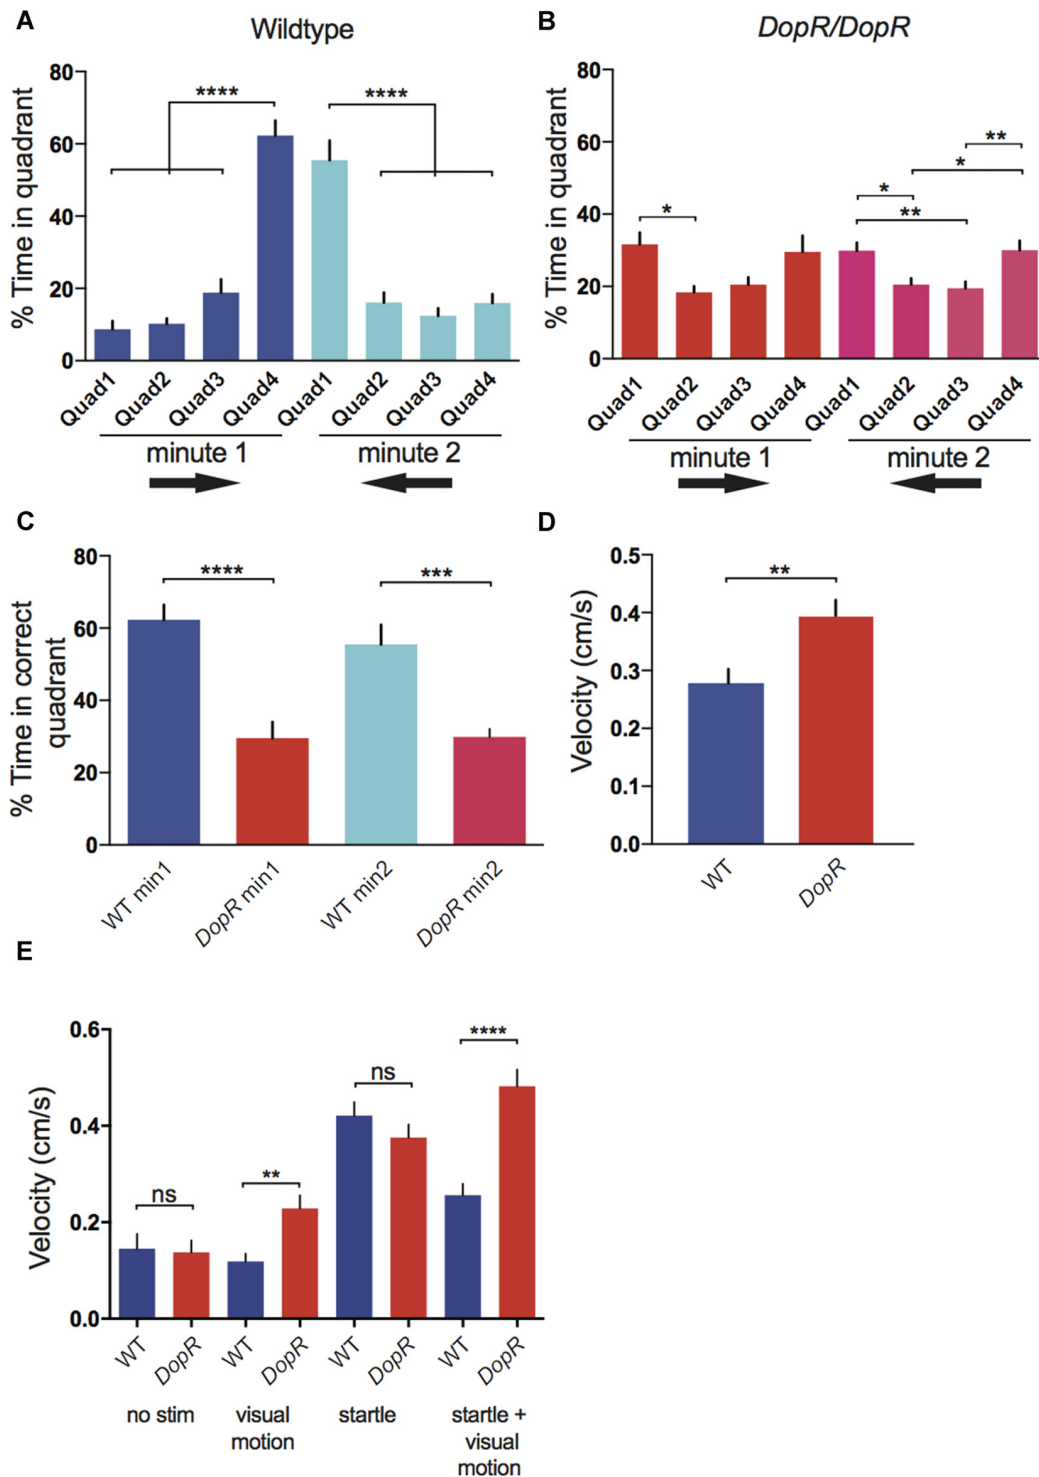 A
Wildtype
% Time in quadrant
80
60
40
20
0
****
****
Quad1
Quad2
Quad3
Quad4
Quad1
Quad2
Quad3
Quad4
minute 1
minute 2
B
DopR/DopR
% Time in quadrant
80
60
40
20
0
*
*
**
*
**
Quad1
Quad2
Quad3
Quad4
Quad1
Quad2
Quad3
Quad4
minute 1
minute 2
C
% Time in correct
quadrant
80
60
40
20
0
****
***
WT min1
DopR min1
WT min2
DopR min2
D
Velocity (cm/s)
0.5
0.4
0.3
0.2
0.1
0.0
**
WT
DopR
E
Velocity (cm/s)
0.6
0.4
0.2
0.0
ns
**
ns
****
WT
DopR
WT
DopR
WT
DopR
WT
DopR
no stim
visual
motion
startle
startle +
visual
motion